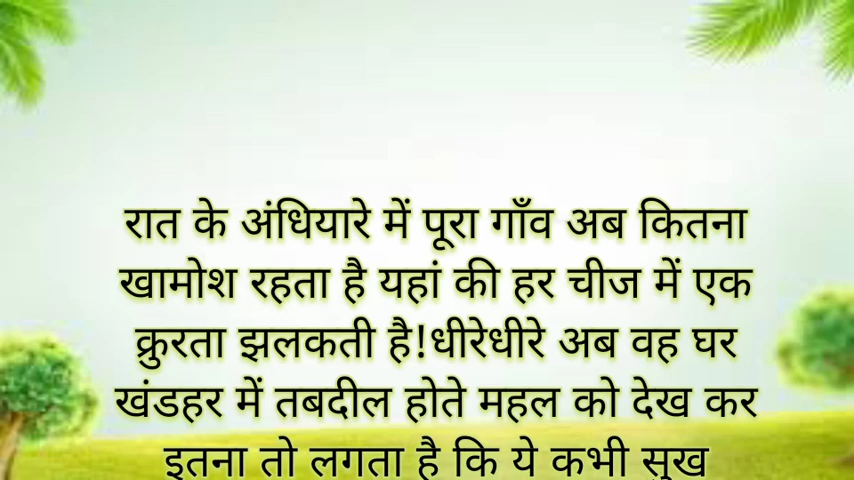 रात के अंधियारे में पूरा गाँव अब कितना
खामोश रहता है यहां की हर चीज में एक
क्रुरता झलकती है!धीरेधीरे अब वह घर
खंडहर में तबदील होते महल को देख कर
इतना तो लगता है कि ये कभी सुख